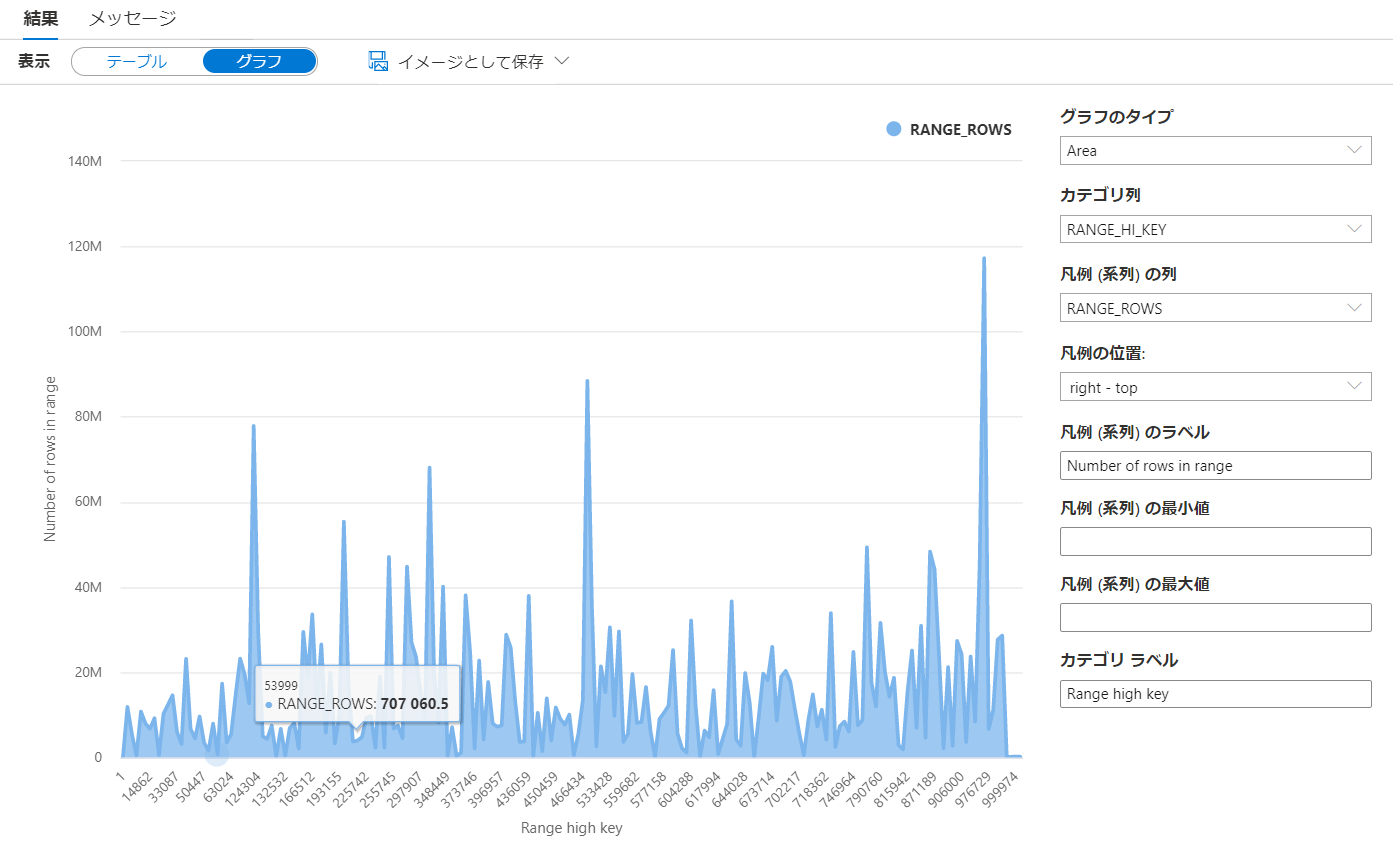 結果 メッセージ
表示 テーブル グラフ イメージとして保存
RANGE_ROWS
140M
120M
100M
80M
60M
40M
20M
0
Number of rows in range
53999
RANGE_ROWS: 707 060.5
1 14862 33087 50447 63024 124304 132532 166512 193155 225742 255745 297907 348449 373746 396957 436059 450459 466434 533428 559682 577158 604288 617994 644028 673714 702217 718362 746964 790760 815942 871189 906000 976729 999974
Range high key
グラフのタイプ
Area
カテゴリ列
RANGE_HI_KEY
凡例 (系列) の列
RANGE_ROWS
凡例の位置:
right - top
凡例 (系列) のラベル
Number of rows in range
凡例 (系列) の最小値
凡例 (系列) の最大値
カテゴリ ラベル
Range high key